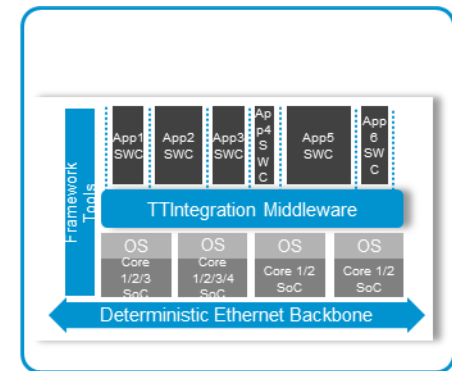 Framework
Tools
App1
SWC
App2
SWC
App3
SWC
Ap
p4
S
W
C
App5
SWC
Ap
p
6
SW
C
TTIntegration Middleware
OS
OS
OS
OS
Core
1/2/3
SoC
Core
1/2/3/4
SoC
Core 1/2
SoC
Core 1/2
SoC
Deterministic Ethernet Backbone